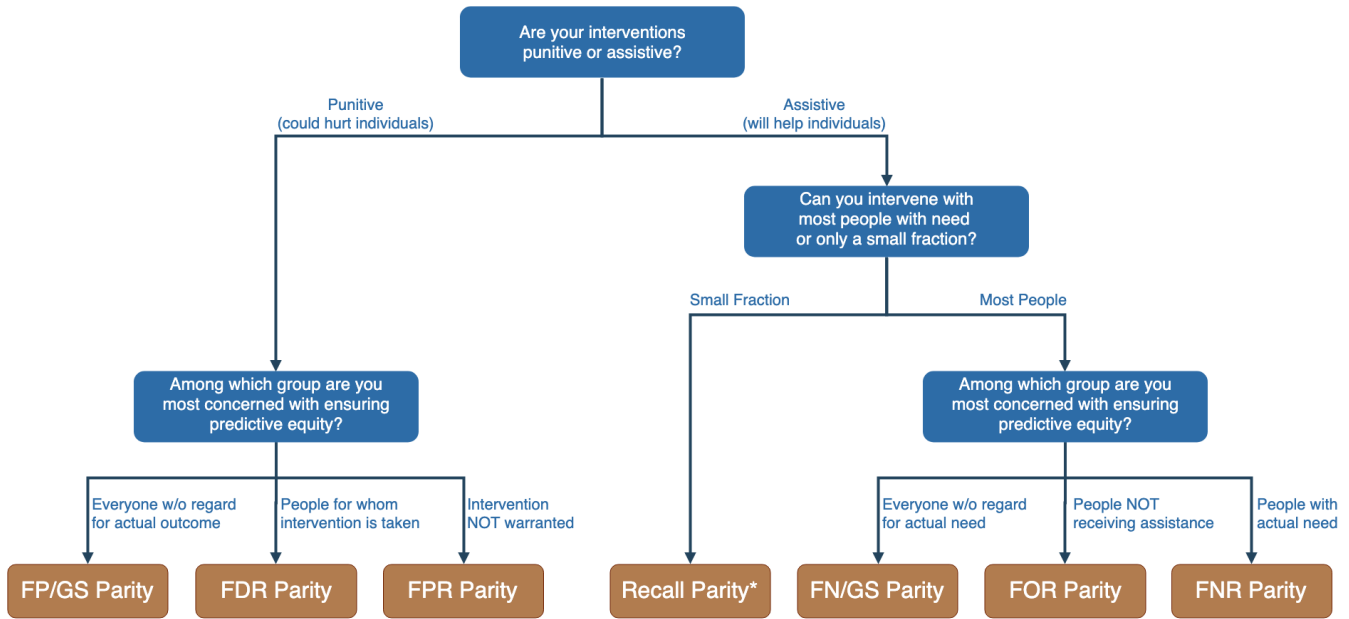 Are your interventions
punitive or assistive?
Punitive
(could hurt individuals)
Assistive
(will help individuals)
Can you intervene with
most people with need
or only a small fraction?
Small Fraction
Most People
Among which group are you
most concerned with ensuring
predictive equity?
Among which group are you
most concerned with ensuring
predictive equity?
Everyone w/o regard
for actual outcome
People for whom
intervention is taken
Intervention
NOT warranted
Everyone w/o regard
for actual need
People NOT
receiving assistance
People with
actual need
FP/GS Parity
FDR Parity
FPR Parity
Recall Parity*
FN/GS Parity
FOR Parity
FNR Parity